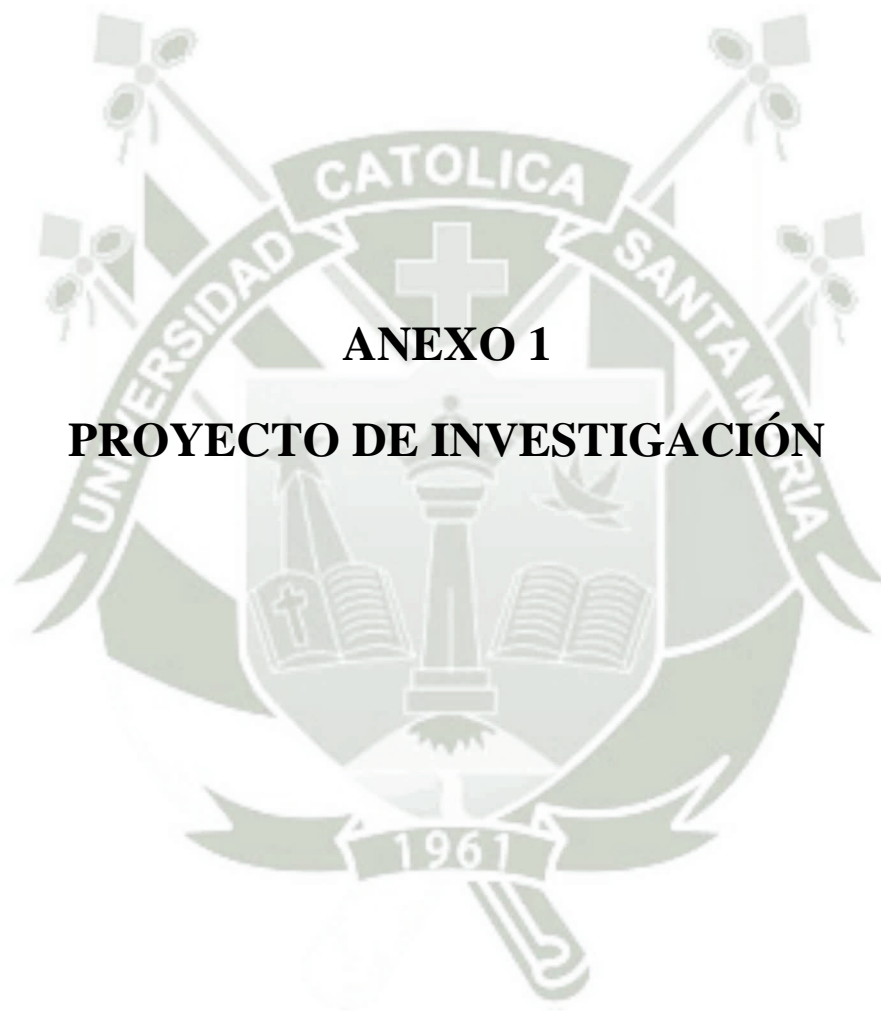 UNIVERSIDAD
CATOLICA
SANTA MARIA
ANEXO 1
PROYECTO DE INVESTIGACIÓN
1961